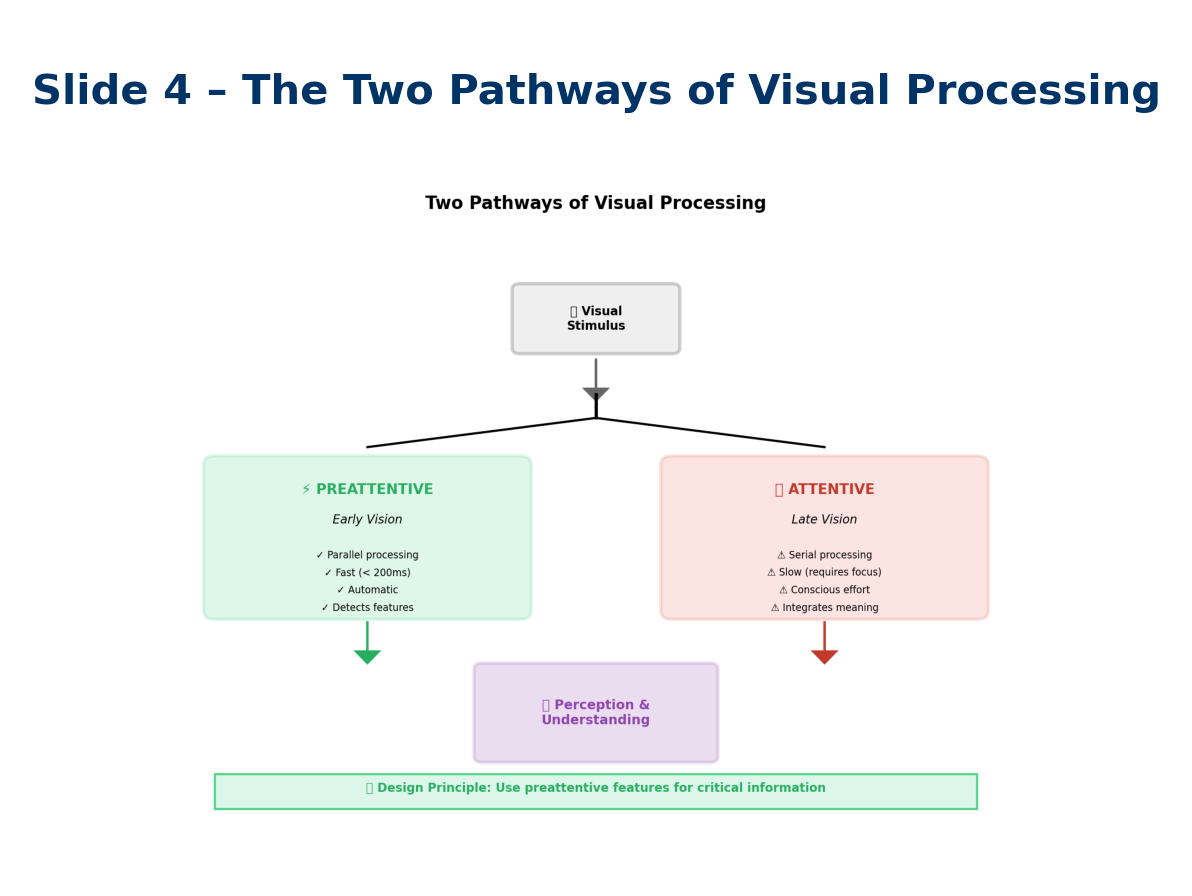 Slide 4 – The Two Pathways of Visual Processing
Two Pathways of Visual Processing
Visual
Stimulus
⚡ PREATTENTIVE
Early Vision
✓ Parallel processing
✓ Fast (< 200ms)
✓ Automatic
✓ Detects features
ATTENTIVE
Late Vision
⚠ Serial processing
⚠ Slow (requires focus)
⚠ Conscious effort
⚠ Integrates meaning
Perception &
Understanding
Design Principle: Use preattentive features for critical information